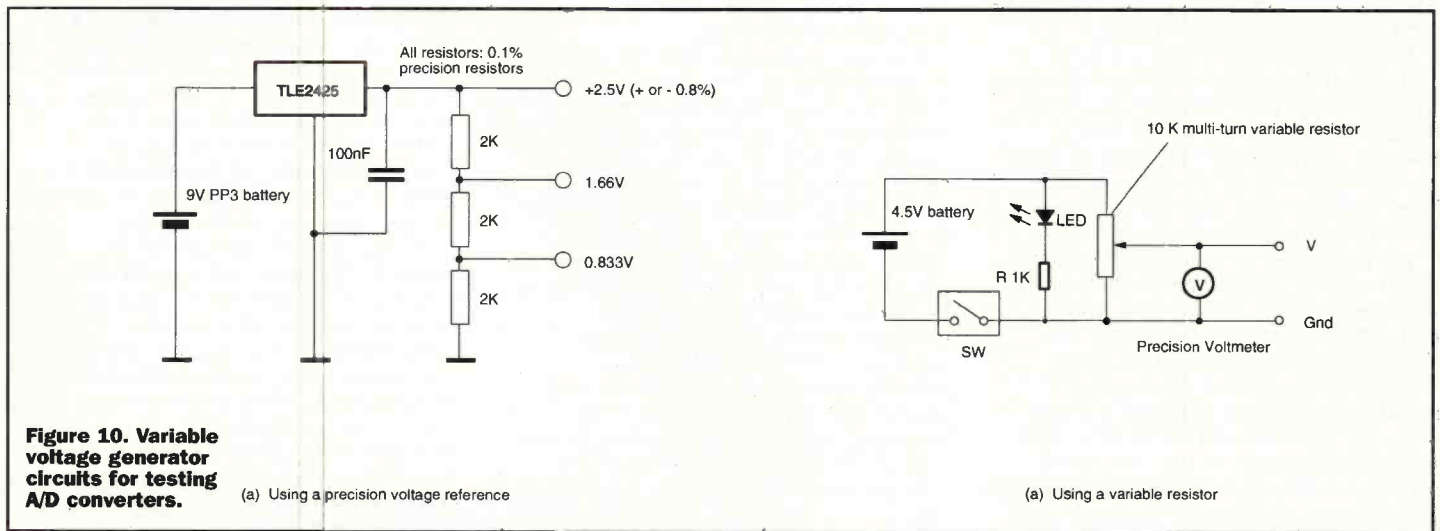 All resistors: 0.1%
precision resistors
TLE2425
+2.5V (+ or - 0.8%)
2K
100nF
1.66V
9V PP3 battery
2K
0.833V
2K
10 K multi-turn variable resistor
4.5V battery
LED
V
R 1K
V
Gnd
SW
Precision Voltmeter
Figure 10. Variable
voltage generator
circuits for testing
A/D converters.
(a) Using a precision voltage reference
(a) Using a variable resistor